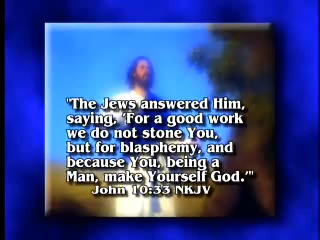 "The Jews answered Him,
saying, 'For a good work
we do not stone You,
but for blasphemy, and
because You, being a
Man, make Yourself God.'"
John 10:33 NKJV